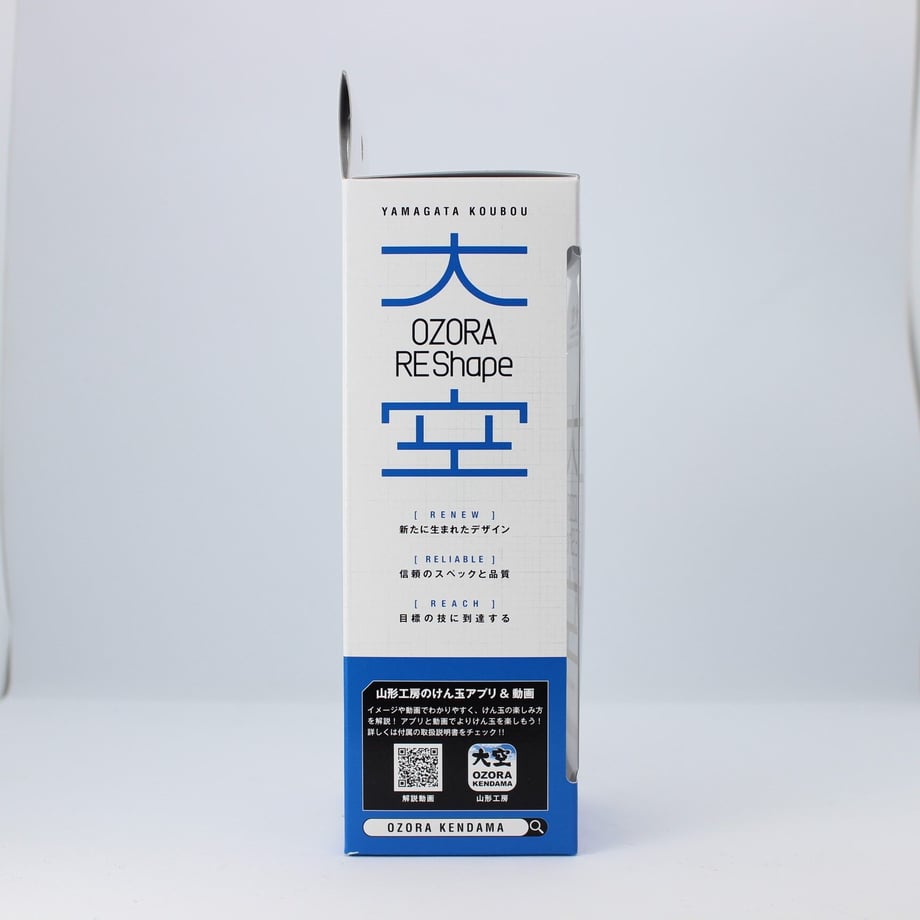 YAMAGATA KOUBOU
大
OZORA
REShape
空
[ RENEW ]
新たに生まれたデザイン
[ RELIABLE ]
信頼のスペックと品質
[ REACH ]
目標の技に到達する
山形工房のけん玉アプリ & 動画
イメージや動画でわかりやすく、けん玉の楽しみ方
を解説！アプリと動画でよりけん玉を楽しもう！
詳しくは付属の取扱説明書をチェック!!
解説動画
大空
OZORA
KENDAMA
山形工房
OZORA KENDAMA